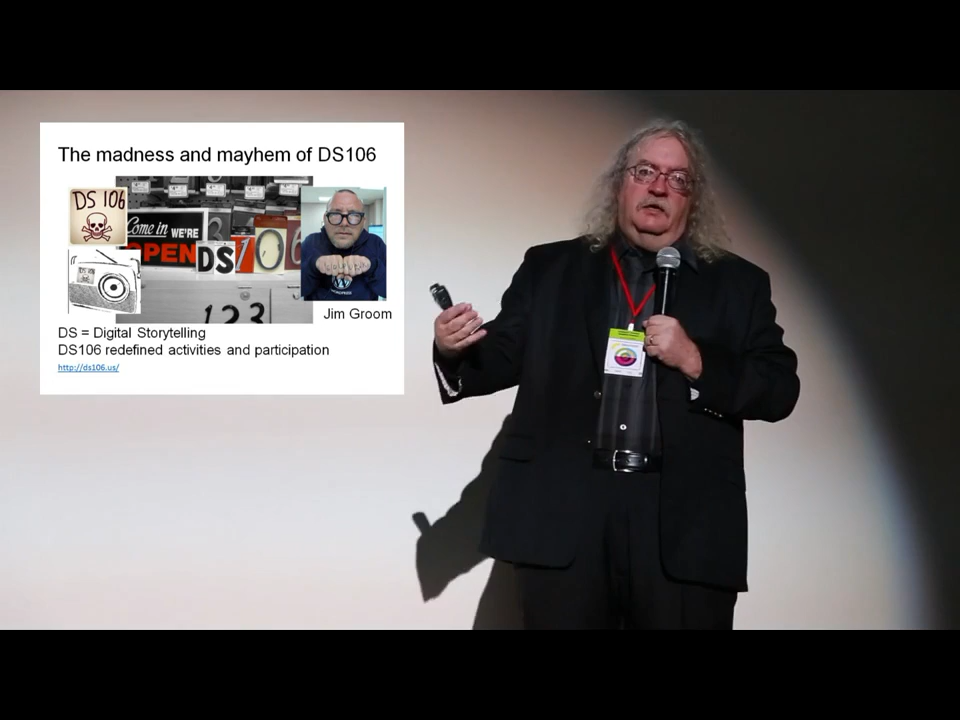 The madness and mayhem of DS106
DS 106
Come in WE'RE
OPEN
DS106
123
Jim Groom
DS = Digital Storytelling
DS106 redefined activities and participation
http://ds106.us/